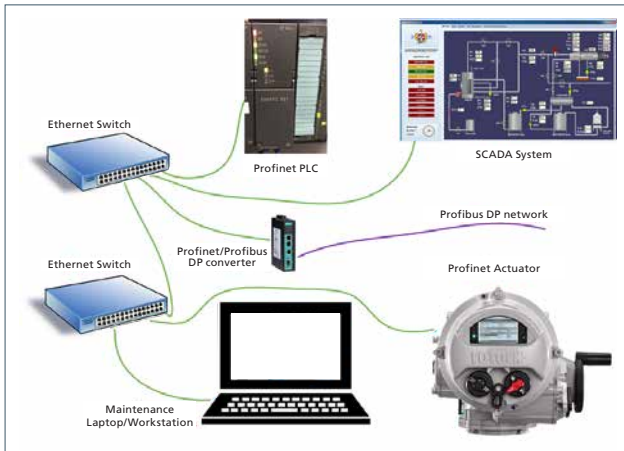 Ethernet Switch
Profinet PLC
SCADA System
Profibus DP network
Profinet/Profibus
DP converter
Ethernet Switch
Profinet Actuator
rotork
Maintenance
Laptop/Workstation